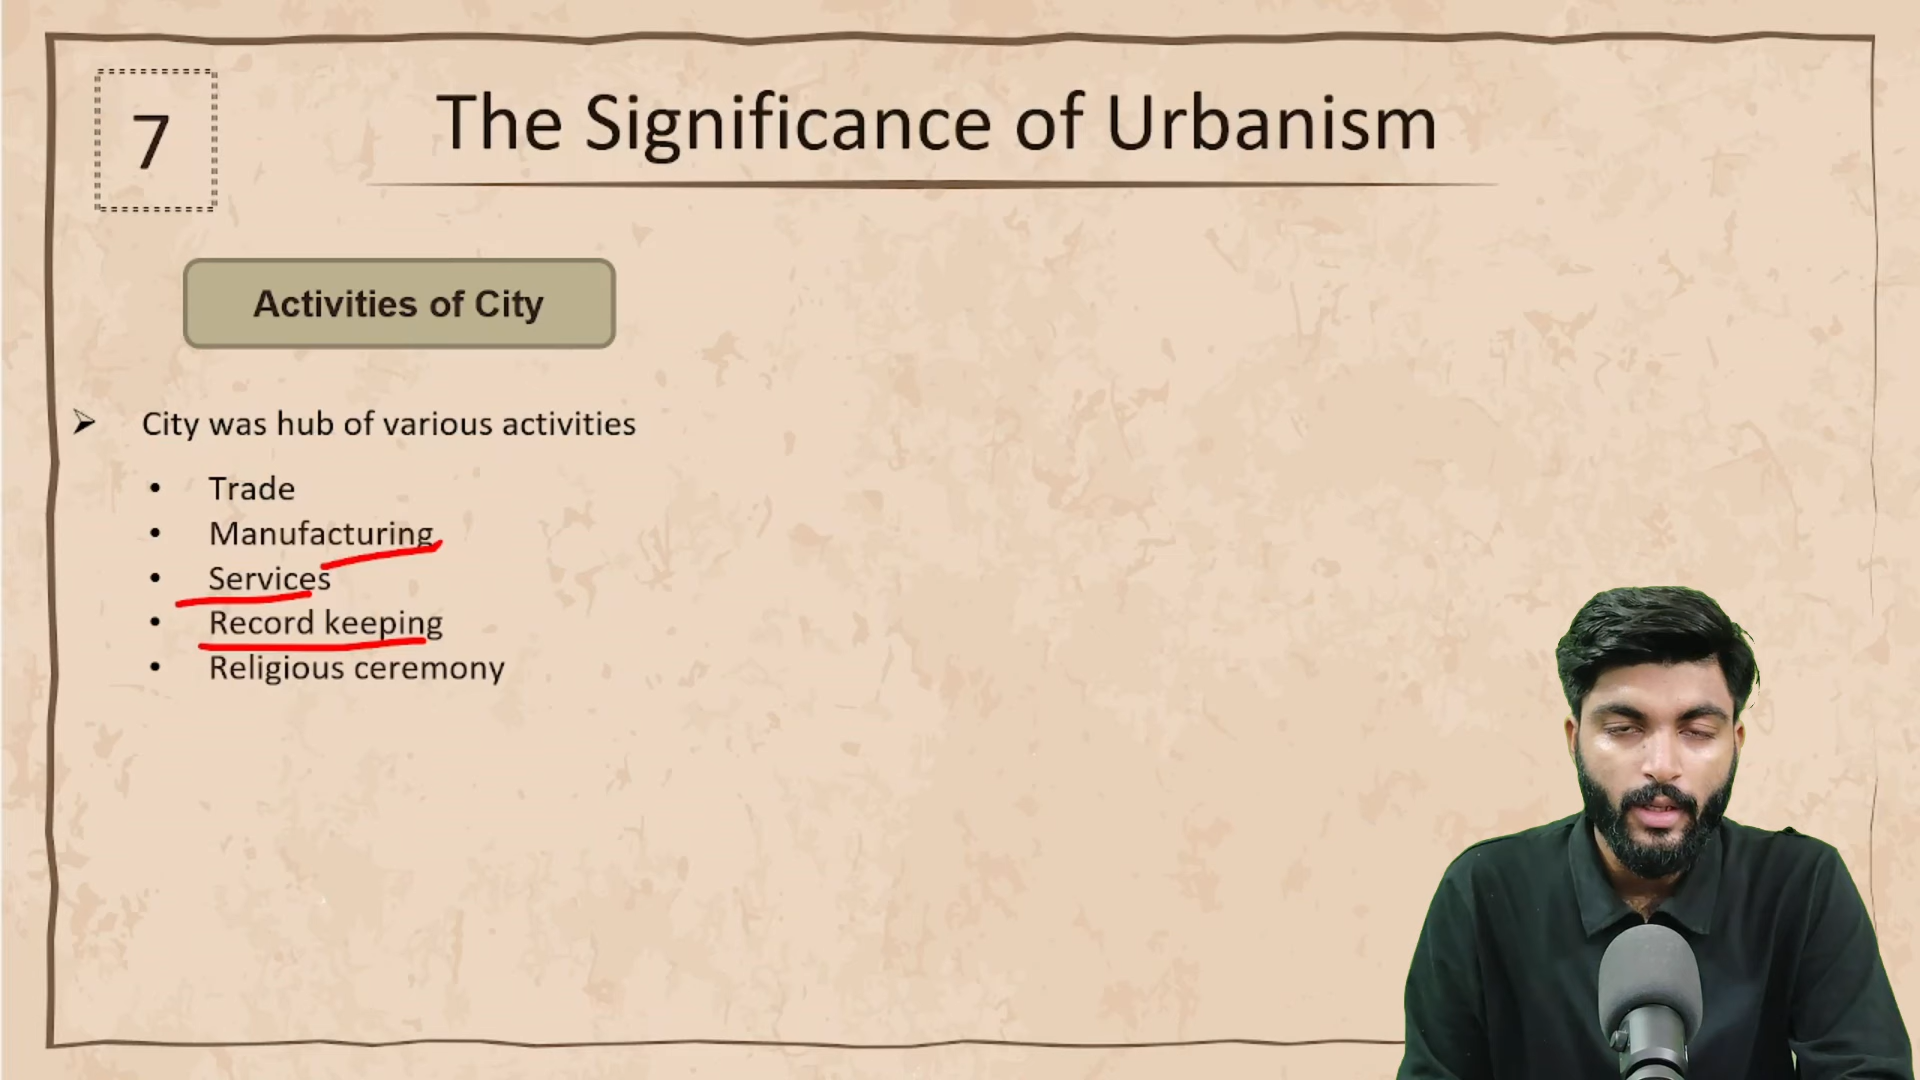 7
The Significance of Urbanism
Activities of City
➢ City was hub of various activities
• Trade
• Manufacturing
• Services
• Record keeping
• Religious ceremony